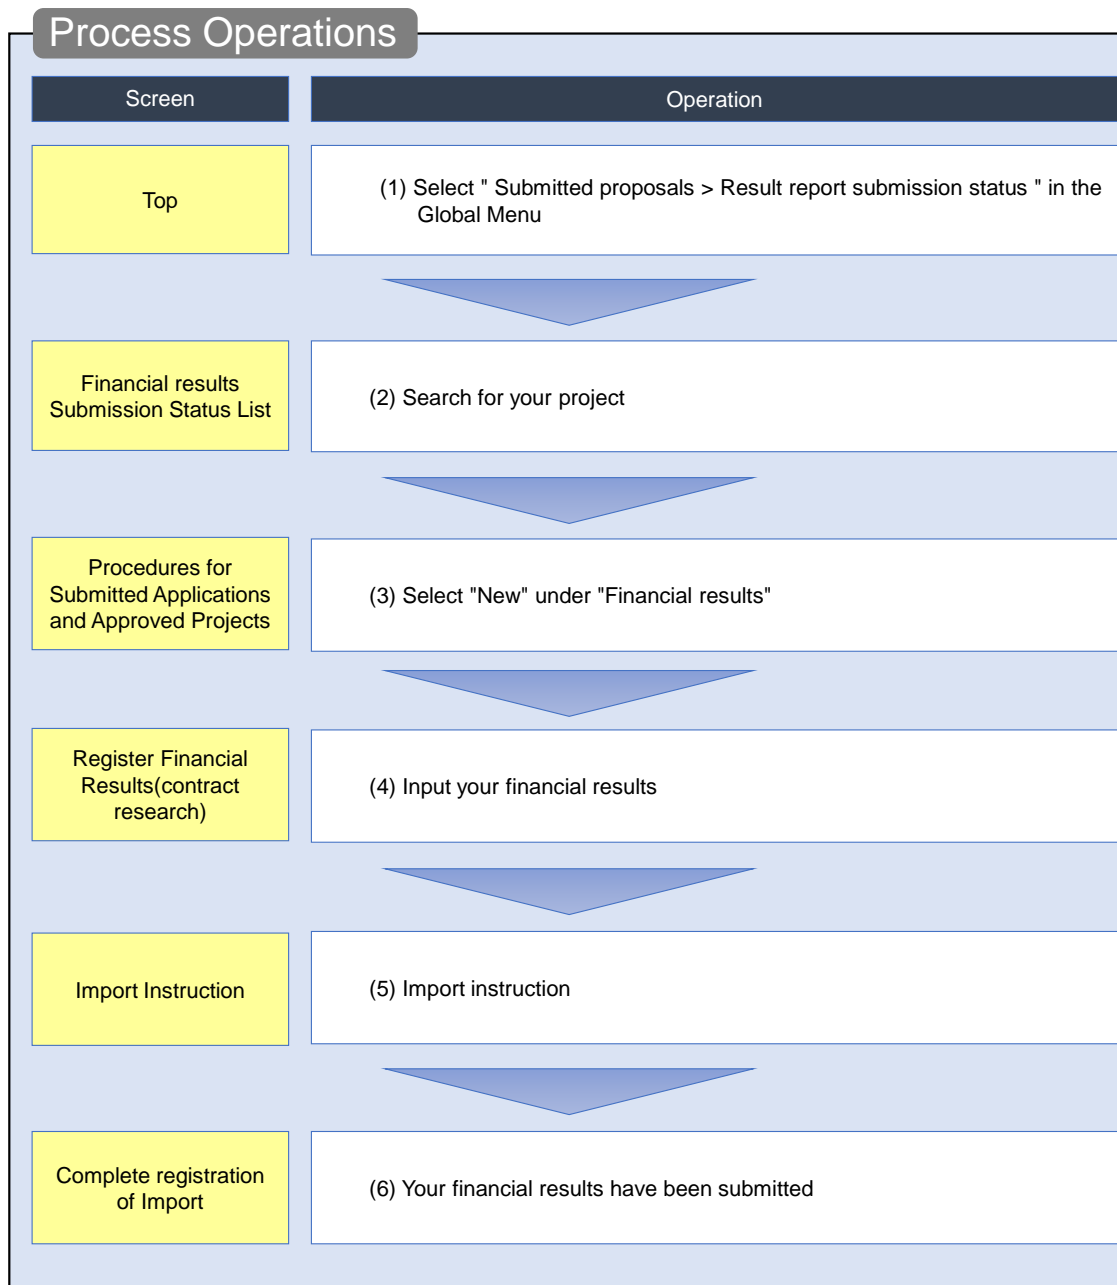 Process Operations
Screen
Operation
Top
(1) Select " Submitted proposals > Result report submission status " in the
Global Menu
Financial results
Submission Status List
(2) Search for your project
Procedures for
Submitted Applications
and Approved Projects
(3) Select "New" under "Financial results"
Register Financial
Results(contract
research)
(4) Input your financial results
Import Instruction
(5) Import instruction
Complete registration
of Import
(6) Your financial results have been submitted